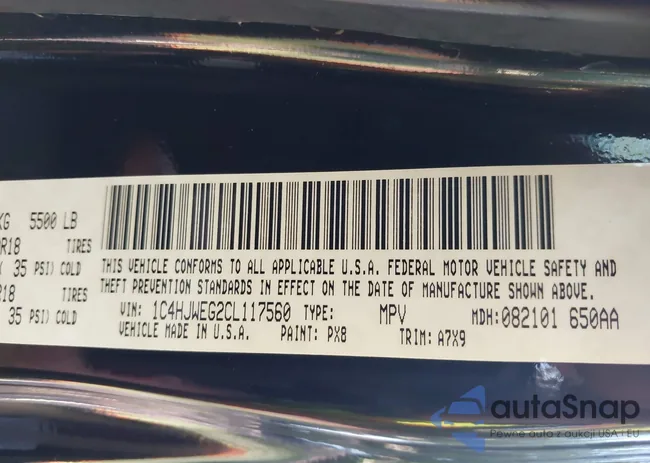 KG 5500 LB
R18 TIRES
35 PSI) COLD
R18 TIRES
35 PSI) COLD
THIS VEHICLE CONFORMS TO ALL APPLICABLE U.S.A. FEDERAL MOTOR VEHICLE SAFETY AND
THEFT PREVENTION STANDARDS IN EFFECT ON THE DATE OF MANUFACTURE SHOWN ABOVE.
VIN: 1C4HJWEG2CL117560 TYPE: MPV MDH:082101 650AA
VEHICLE MADE IN U.S.A. PAINT: PX8 TRIM: A7X9
autaSnap
Pewne auta z aukcji USA i EU